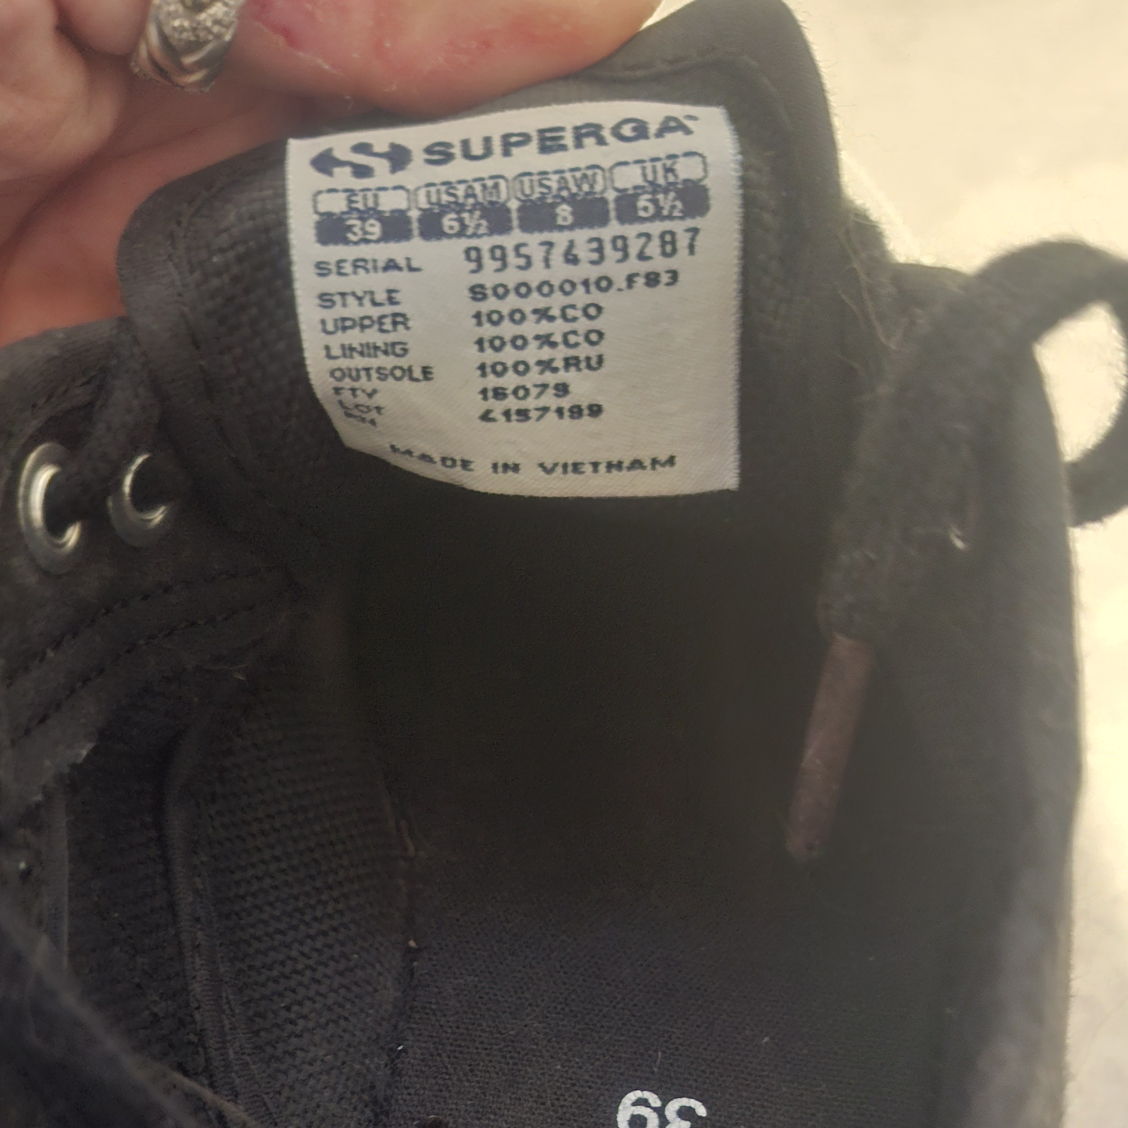 SUPERGA
EU USAM USAW UK
39 6½ 8 5½
SERIAL 9957439287
STYLE S000010.F83
UPPER 100%CO
LINING 100%CO
OUTSOLE 100%RU
FTY 16079
LOT 4157199
MADE IN VIETNAM
39